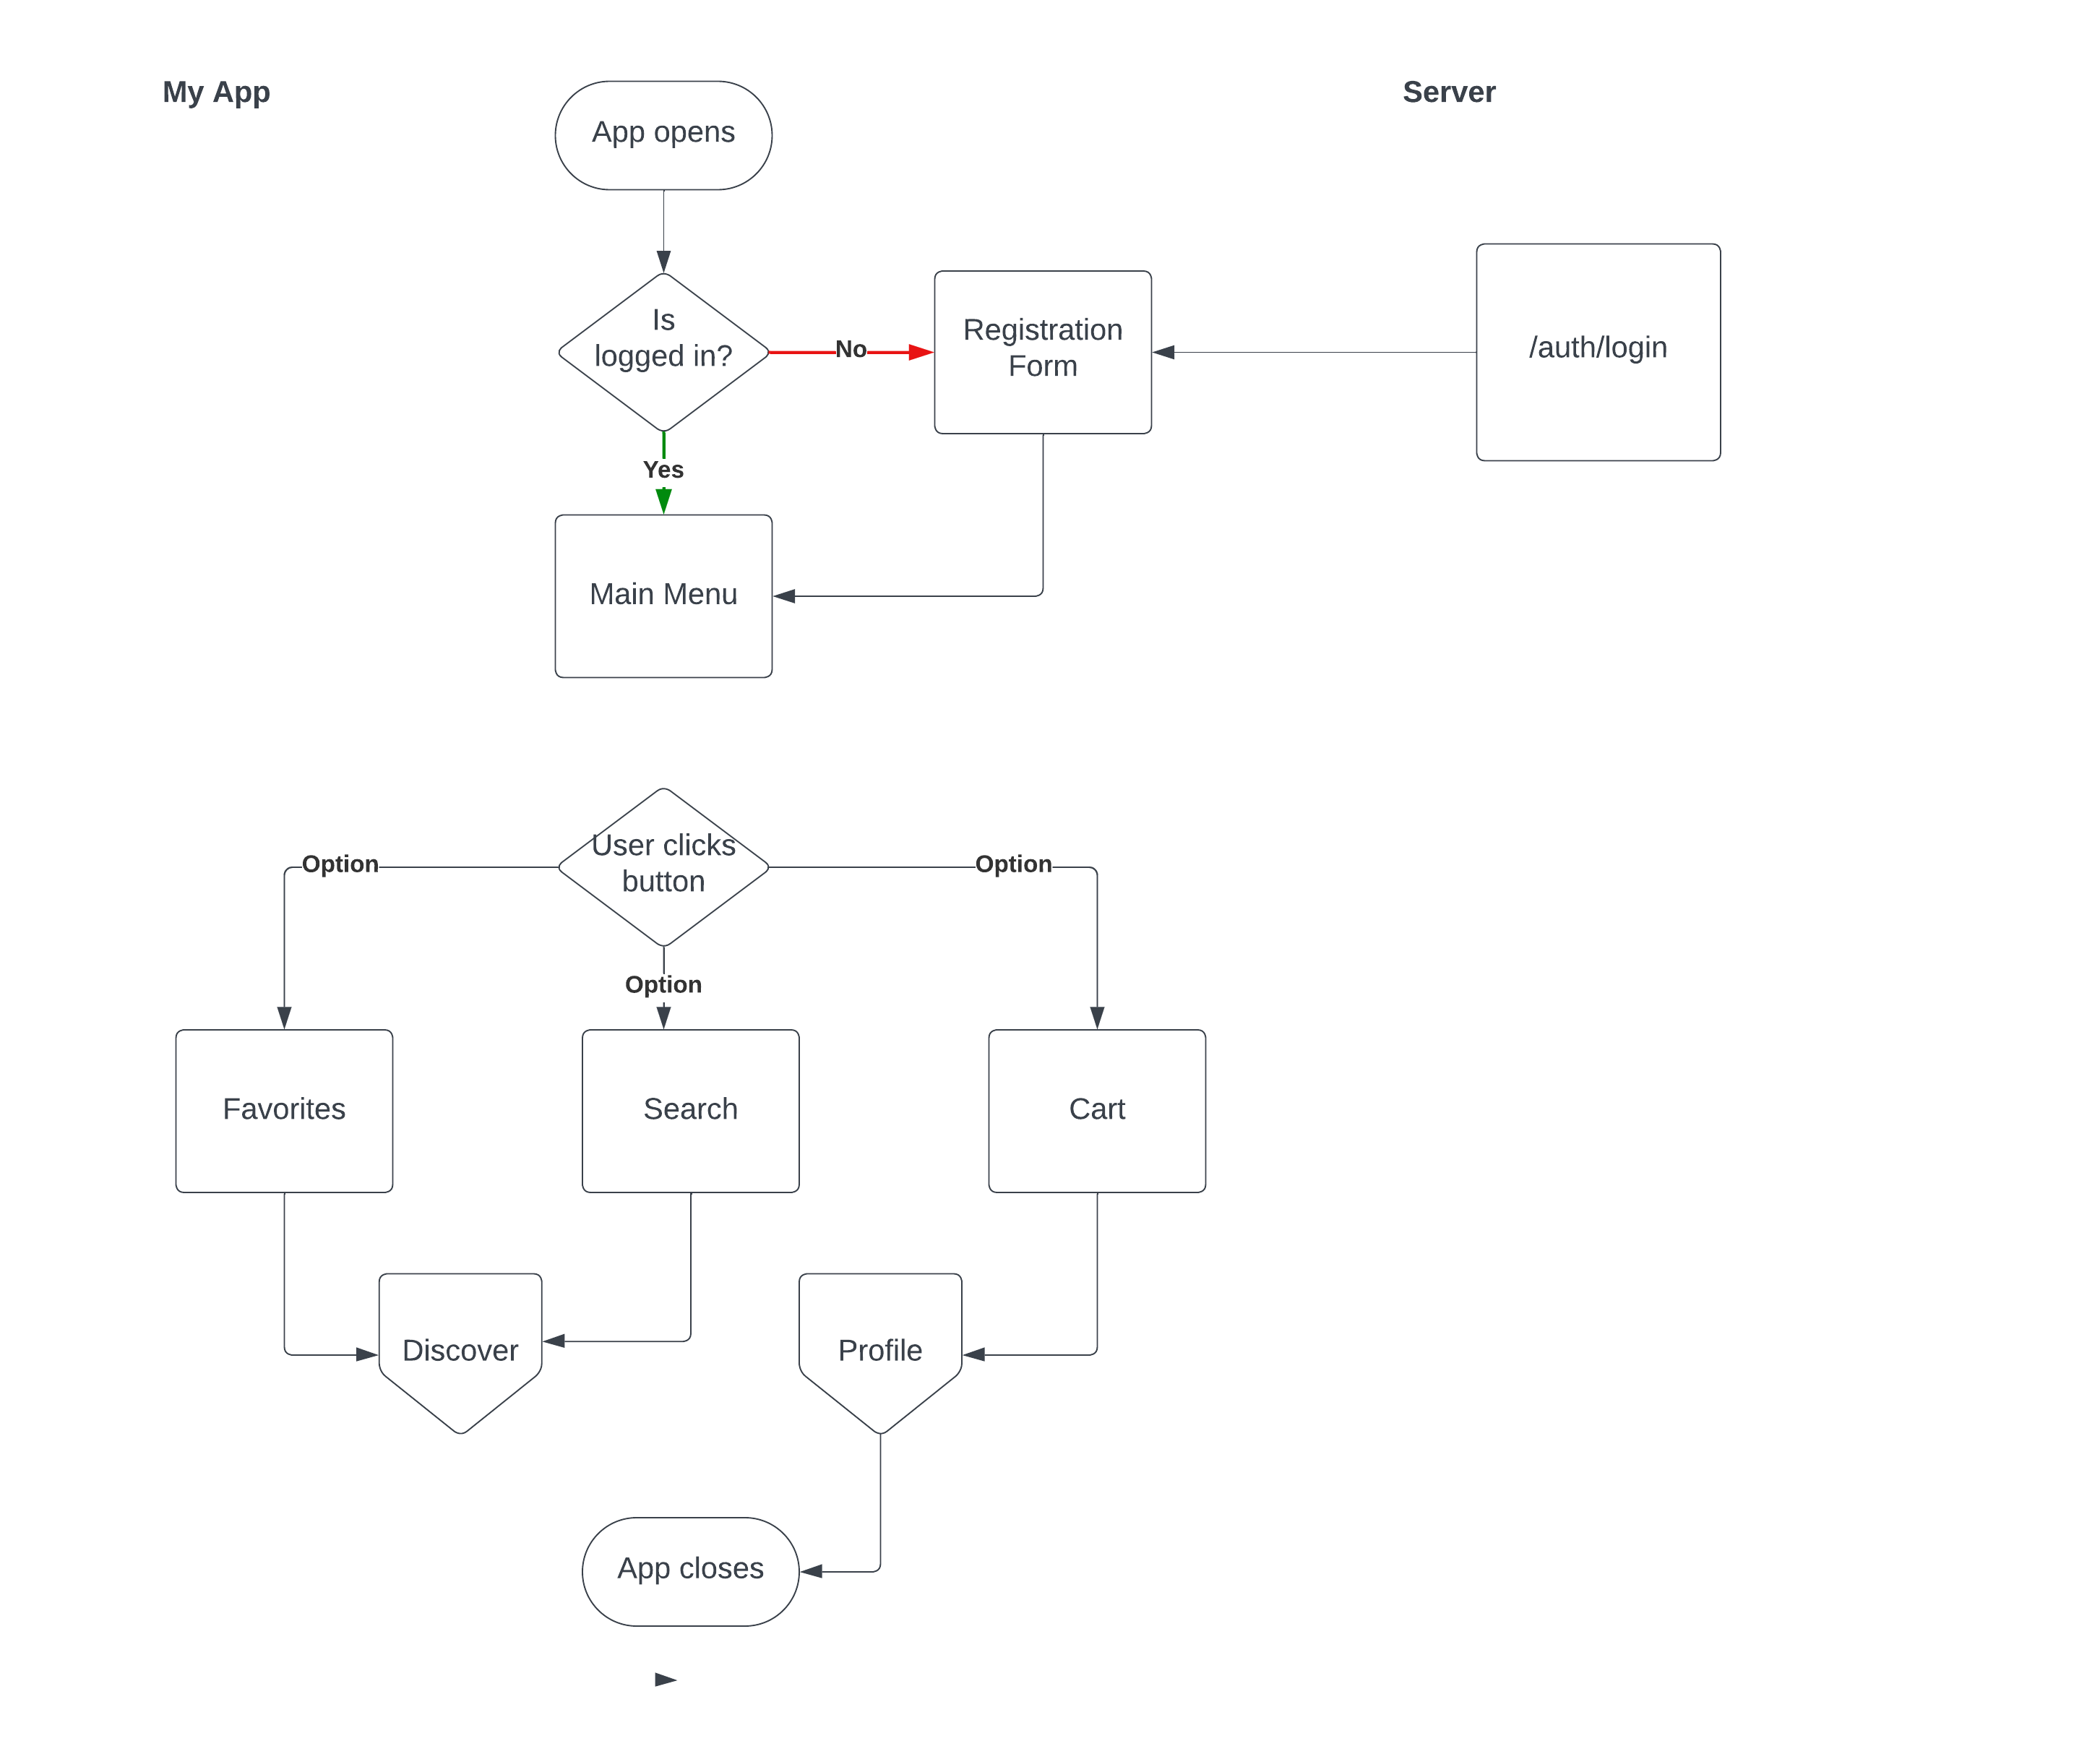 My App
Server
App opens
Is
logged in?
No
Registration
Form
/auth/login
Yes
Main Menu
User clicks
button
Option
Option
Option
Favorites
Search
Cart
Discover
Profile
App closes